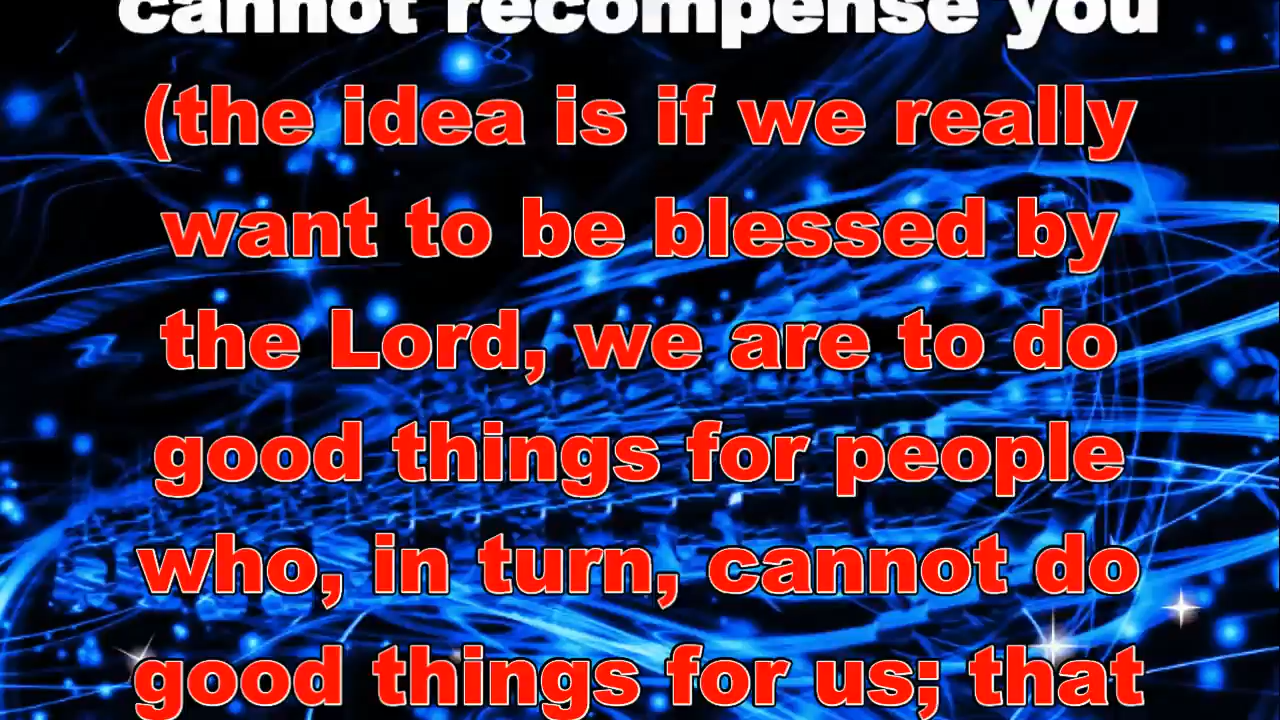 cannot recompense you
(the idea is if we really
want to be blessed by
the Lord, we are to do
good things for people
who, in turn, cannot do
good things for us; that